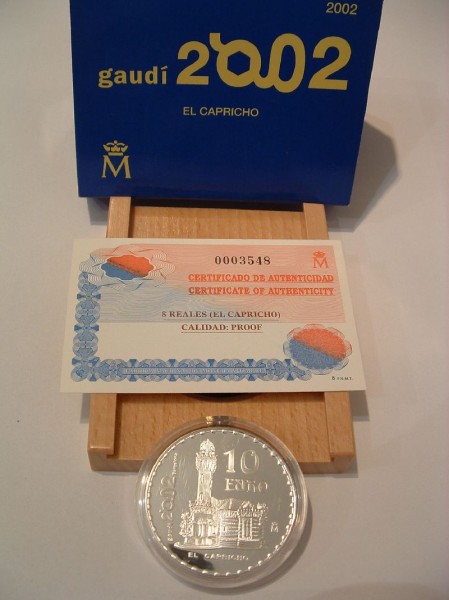 2002
gaudí 2002
EL CAPRICHO
M
0003548
M
CERTIFICADO DE AUTENTICIDAD
CERTIFICATE OF AUTHENTICITY
8 REALES (EL CAPRICHO)
CALIDAD: PROOF
10
EURO
2002
M
EL CAPRICHO